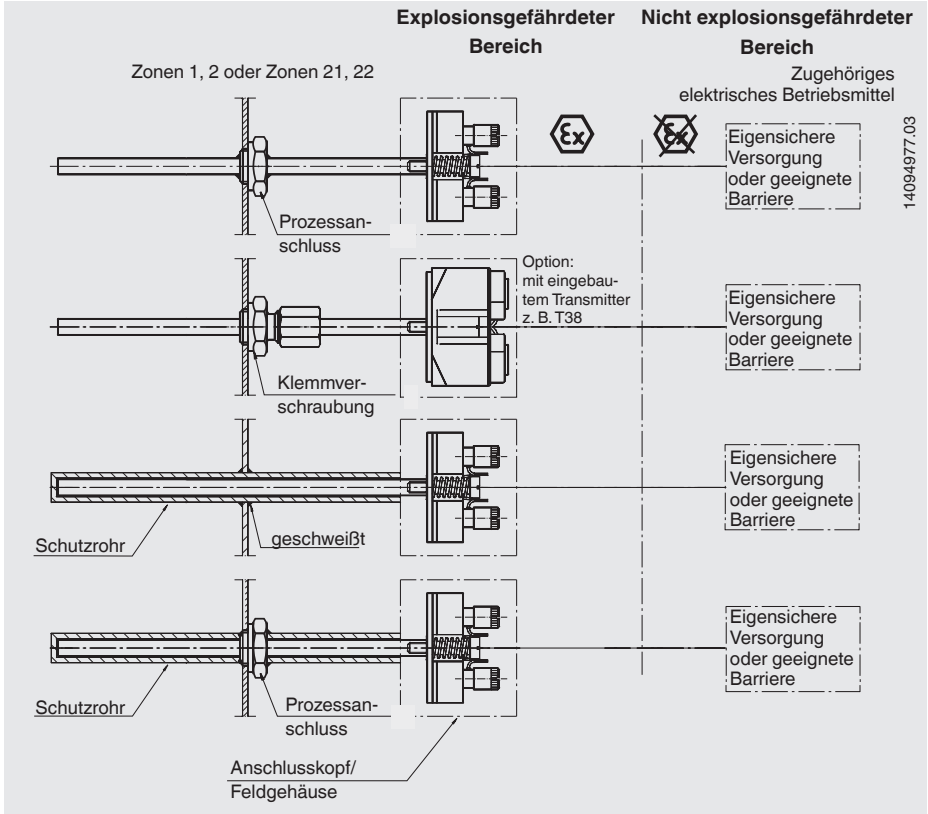 Explosionsgefährdeter
Bereich
Nicht explosionsgefährdeter
Bereich
Zonen 1, 2 oder Zonen 21, 22
Zugehöriges
elektrisches Betriebsmittel
14094977.03
Ex
Ex
Eigensichere
Versorgung
oder geeignete
Barriere
Prozessan-
schluss
Option:
mit eingebau-
tem Transmitter
z. B. T38
Eigensichere
Versorgung
oder geeignete
Barriere
Klemmver-
schraubung
Eigensichere
Versorgung
oder geeignete
Barriere
Schutzrohr
geschweißt
Eigensichere
Versorgung
oder geeignete
Barriere
Schutzrohr
Prozessan-
schluss
Anschlusskopf/
Feldgehäuse